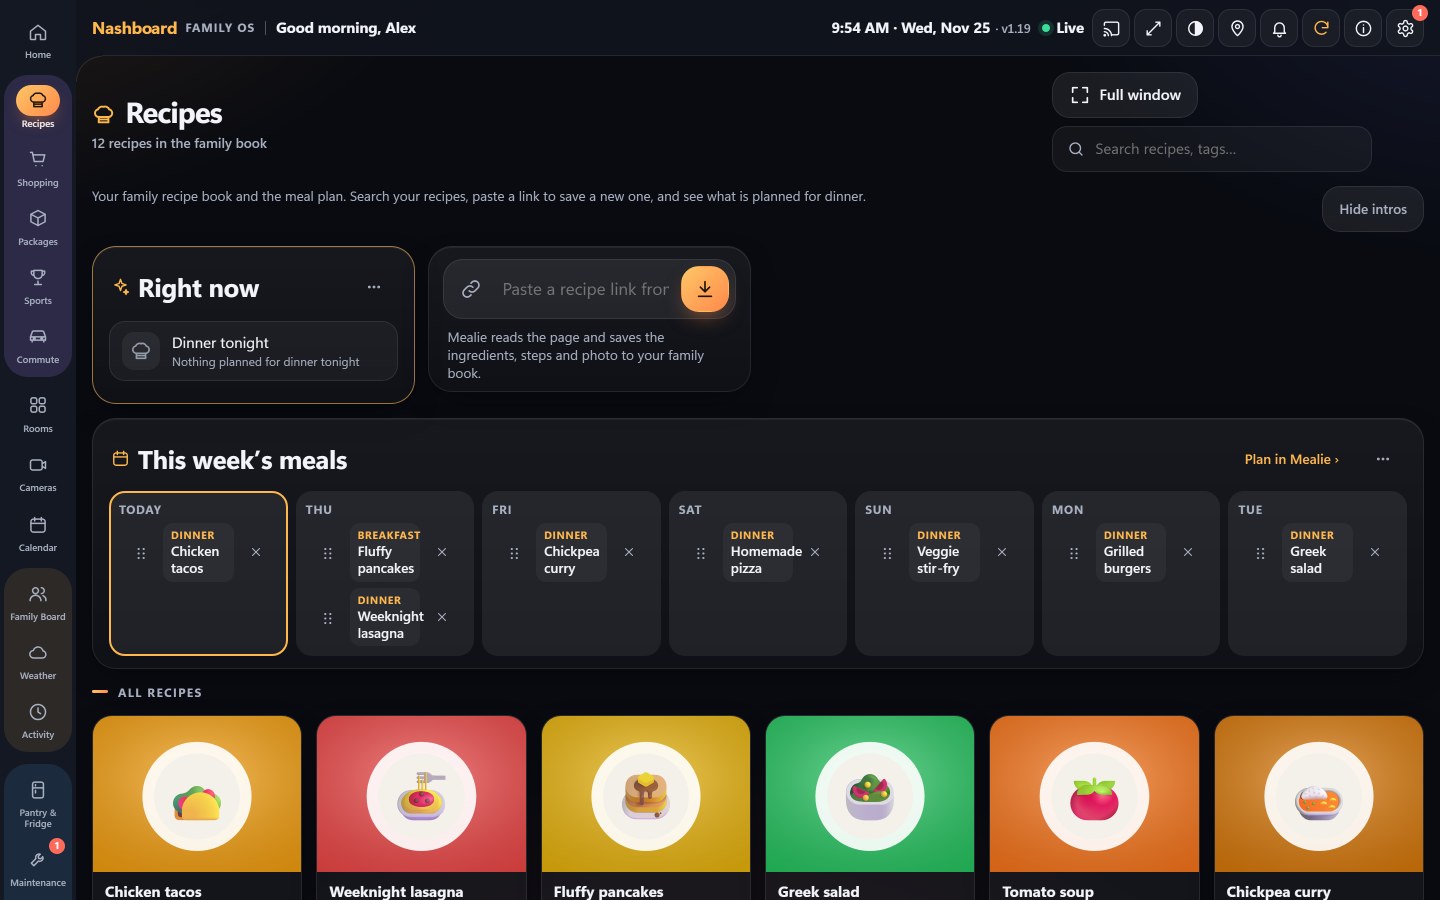 Nashboard FAMILY OS Good morning, Alex
9:54 AM · Wed, Nov 25 · v1.19 Live
1
Home
Recipes
Shopping
Packages
Sports
Commute
Rooms
Cameras
Calendar
Family Board
Weather
Activity
Pantry &
Fridge
1
Maintenance
Recipes
12 recipes in the family book
Full window
Search recipes, tags...
Your family recipe book and the meal plan. Search your recipes, paste a link to save a new one, and see what is planned for dinner.
Hide intros
Right now
Dinner tonight
Nothing planned for dinner tonight
Paste a recipe link from
Mealie reads the page and saves the
ingredients, steps and photo to your family
book.
This week's meals
Plan in Mealie ›
TODAY
DINNER
Chicken
tacos
THU
BREAKFAST
Fluffy
pancakes
DINNER
Weeknight
lasagna
FRI
DINNER
Chickpea
curry
SAT
DINNER
Homemade
pizza
SUN
DINNER
Veggie
stir-fry
MON
DINNER
Grilled
burgers
TUE
DINNER
Greek
salad
ALL RECIPES
Chicken tacos
Weeknight lasagna
Fluffy pancakes
Greek salad
Tomato soup
Chickpea curry